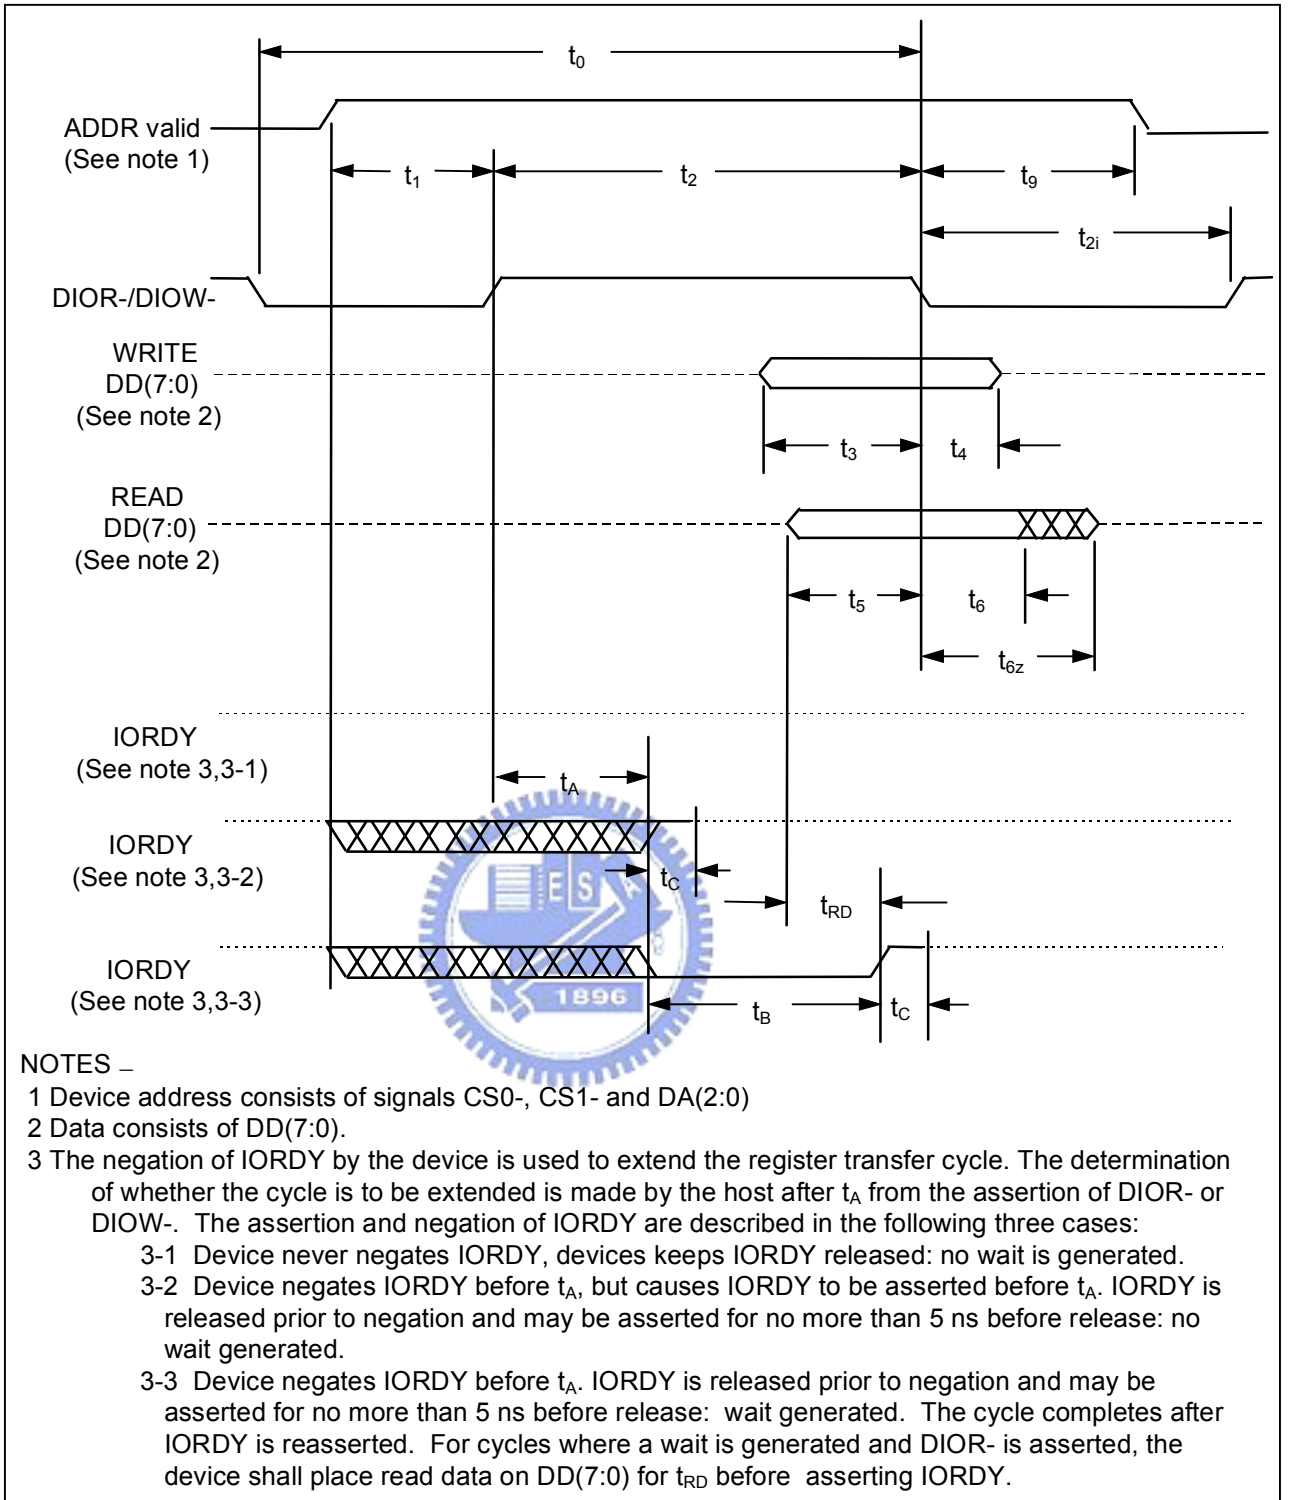 t0
ADDR valid
(See note 1)
t1
t2
t9
t2i
DIOR-/DIOW-
WRITE
DD(7:0)
(See note 2)
t3
t4
READ
DD(7:0)
(See note 2)
t5
t6
t6z
IORDY
(See note 3,3-1)
tA
IORDY
(See note 3,3-2)
tC
E S A
tRD
IORDY
(See note 3,3-3)
1896
tB
tC
NOTES –
1 Device address consists of signals CS0-, CS1- and DA(2:0)
2 Data consists of DD(7:0).
3 The negation of IORDY by the device is used to extend the register transfer cycle. The determination
of whether the cycle is to be extended is made by the host after tA from the assertion of DIOR- or
DIOW-. The assertion and negation of IORDY are described in the following three cases:
3-1 Device never negates IORDY, devices keeps IORDY released: no wait is generated.
3-2 Device negates IORDY before tA, but causes IORDY to be asserted before tA. IORDY is
released prior to negation and may be asserted for no more than 5 ns before release: no
wait generated.
3-3 Device negates IORDY before tA. IORDY is released prior to negation and may be
asserted for no more than 5 ns before release: wait generated. The cycle completes after
IORDY is reasserted. For cycles where a wait is generated and DIOR- is asserted, the
device shall place read data on DD(7:0) for tRD before asserting IORDY.